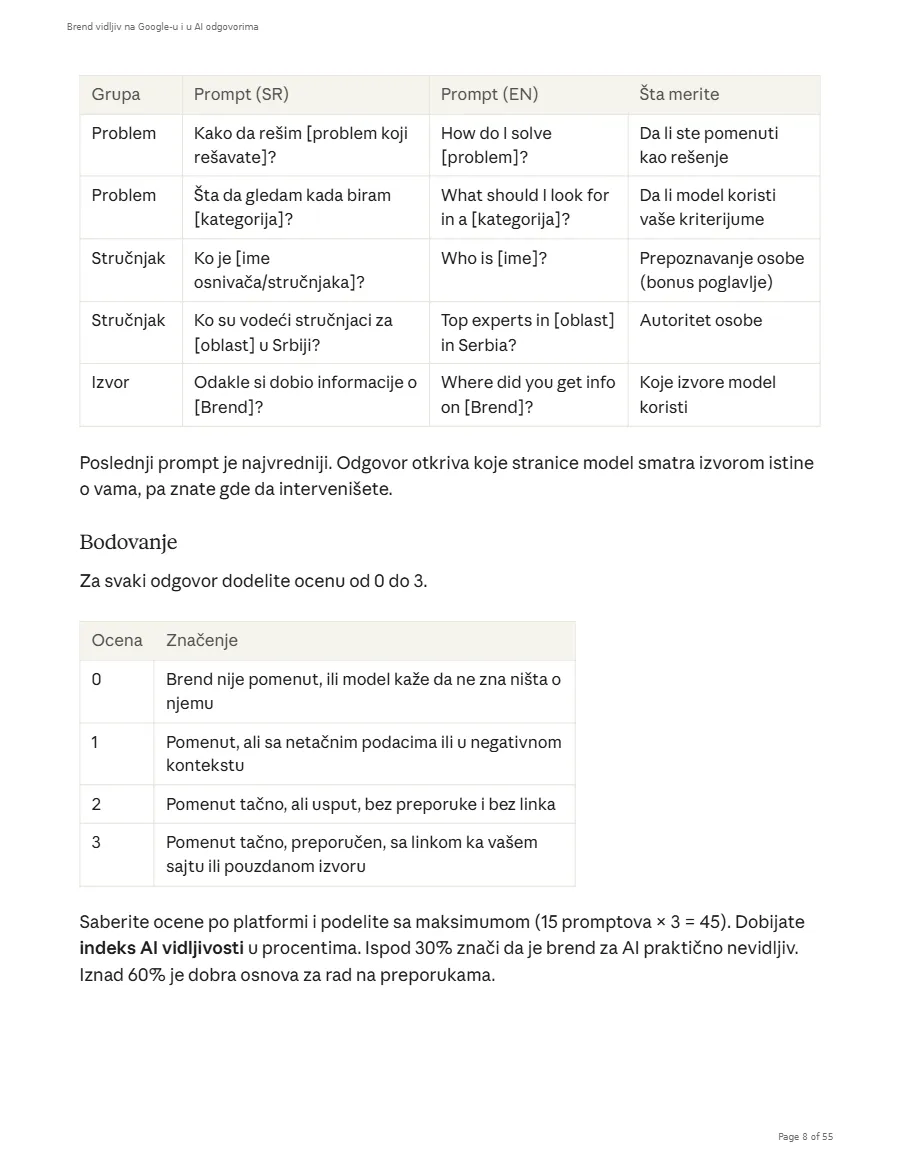 Brend vidljiv na Google-u i u AI odgovorima
Grupa Prompt (SR) Prompt (EN) Šta merite
Problem Kako da rešim [problem koji How do I solve Da li ste pomenuti
rešavate]? [problem]? kao rešenje
Problem Šta da gledam kada biram What should I look for Da li model koristi
[kategorija]? in a [kategorija]? vaše kriterijume
Stručnjak Ko je [ime Who is [ime]? Prepoznavanje osobe
osnivača/stručnjaka]? (bonus poglavlje)
Stručnjak Ko su vodeći stručnjaci za Top experts in [oblast] Autoritet osobe
[oblast] u Srbiji? in Serbia?
Izvor Odakle si dobio informacije o Where did you get info Koje izvore model
[Brend]? on [Brend]? koristi
Poslednji prompt je najvredniji. Odgovor otkriva koje stranice model smatra izvorom istine
o vama, pa znate gde da intervenišete.
Bodovanje
Za svaki odgovor dodelite ocenu od 0 do 3.
Ocena Značenje
0 Brend nije pomenut, ili model kaže da ne zna ništa o
njemu
1 Pomenut, ali sa netačnim podacima ili u negativnom
kontekstu
2 Pomenut tačno, ali usput, bez preporuke i bez linka
3 Pomenut tačno, preporučen, sa linkom ka vašem
sajtu ili pouzdanom izvoru
Saberite ocene po platformi i podelite sa maksimumom (15 promptova × 3 = 45). Dobijate
indeks AI vidljivosti u procentima. Ispod 30% znači da je brend za AI praktično nevidljiv.
Iznad 60% je dobra osnova za rad na preporukama.
Page 8 of 55